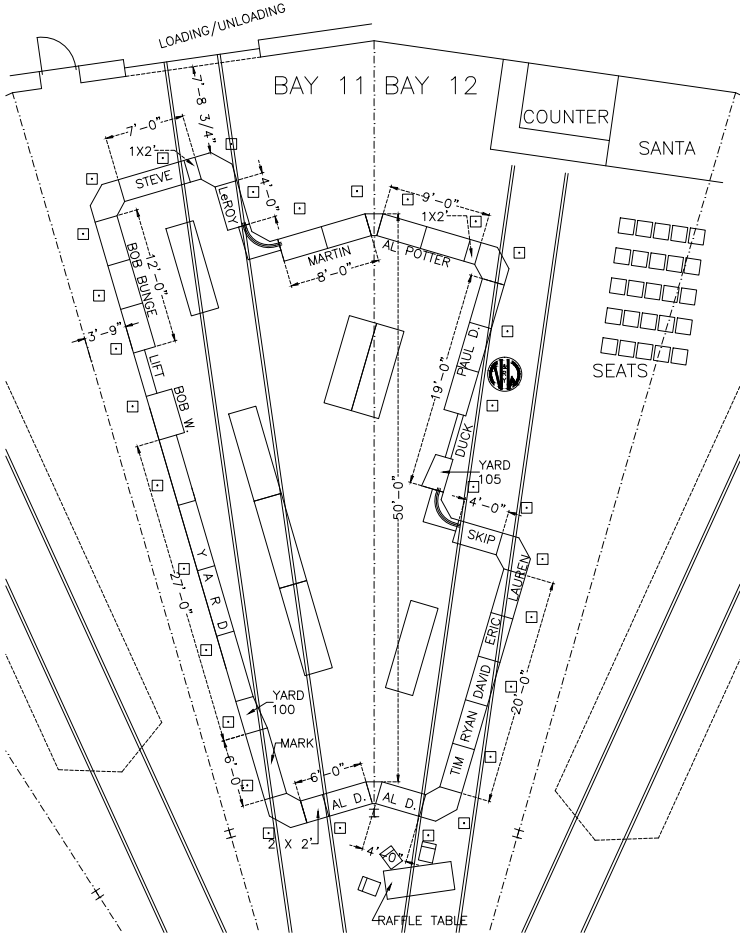 LOADING/UNLOADING
BAY 11
BAY 12
COUNTER
SANTA
7'-8 3/4"
7'-0"
1X2'
STEVE
LeROY
4'-0"
9'-0"
1X2'
MARTIN
8'-0"
AL POTTER
BOB BUNGE
12'-0"
3'-9"
LIFT
BOB W.
PAUL D.
19'-0"
DUCK
SEATS
YARD
105
4'-0"
50'-0"
SKIP
LAUREN
YARD
27'-0"
ERIC
DAVID
RYAN
TIM
20'-0"
YARD
100
MARK
6'-0"
6'-0"
AL D.
AL D.
2 X 2'
4'-0"
RAFFLE TABLE